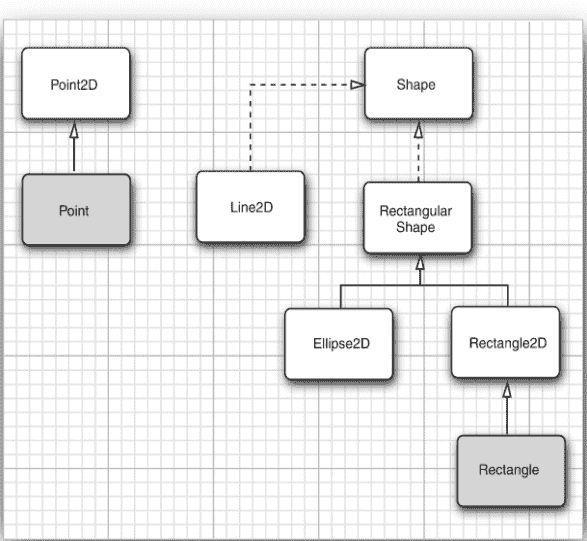 Point2D
Shape
Point
Line2D
Rectangular
Shape
Ellipse2D
Rectangle2D
Rectangle